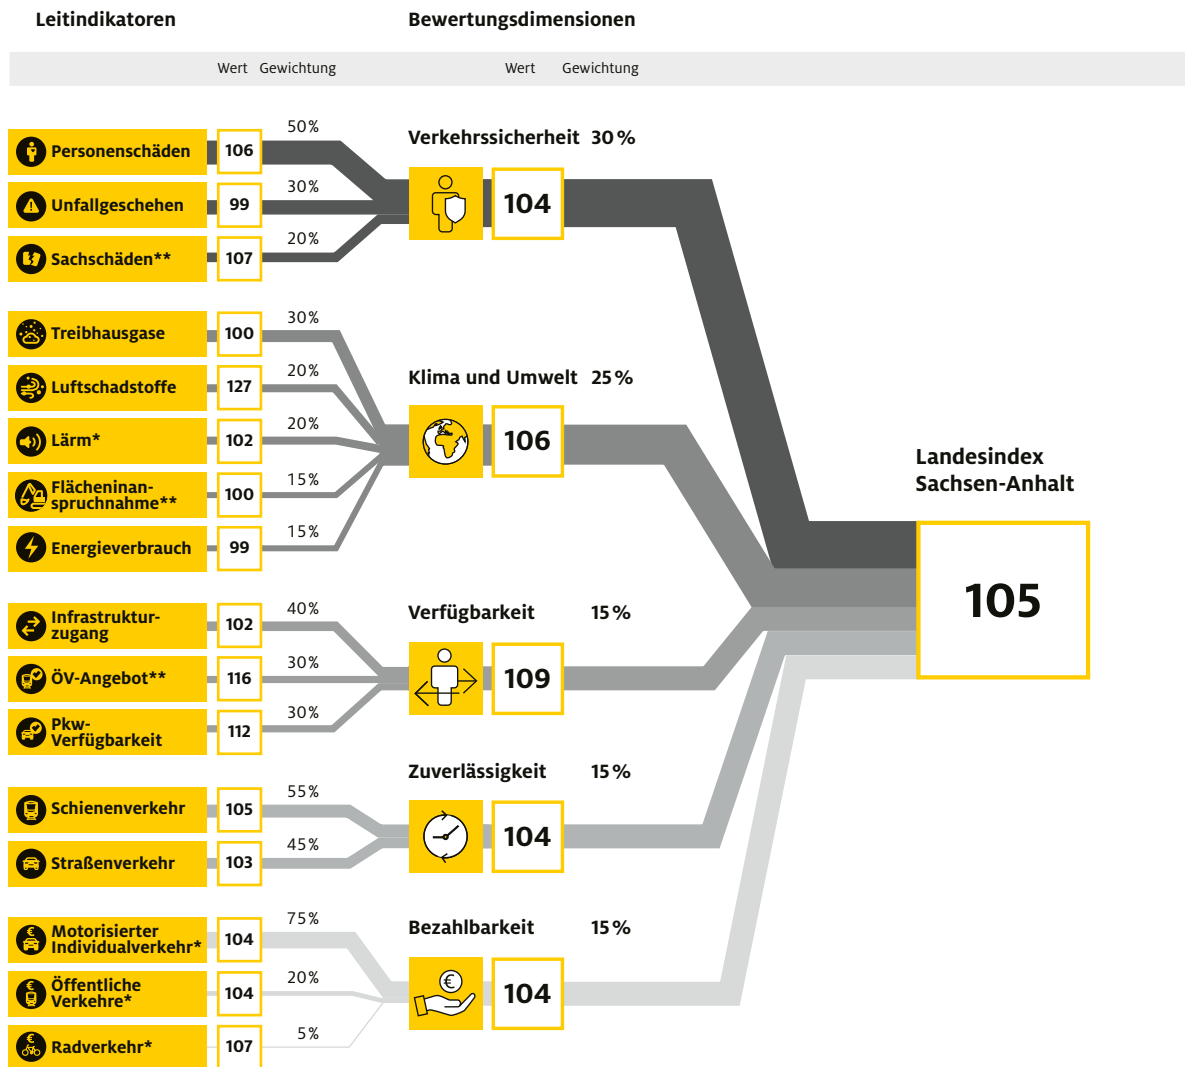 Leitindikatoren
Bewertungsdimensionen
Wert Gewichtung
Wert Gewichtung
Personenschäden 106 50%
Unfallgeschehen 99 30%
Sachschäden** 107 20%
Verkehrssicherheit 30%
104
Treibhausgase 100 30%
Luftschadstoffe 127 20%
Lärm* 102 20%
Flächeninan-
spruchnahme** 100 15%
Energieverbrauch 99 15%
Klima und Umwelt 25%
106
Infrastruktur-
zugang 102 40%
ÖV-Angebot** 116 30%
Pkw-
Verfügbarkeit 112 30%
Verfügbarkeit 15%
109
Schienenverkehr 105 55%
Straßenverkehr 103 45%
Zuverlässigkeit 15%
104
Motorisierter
Individualverkehr* 104 75%
Öffentliche
Verkehre* 104 20%
Radverkehr* 107 5%
Bezahlbarkeit 15%
104
Landesindex
Sachsen-Anhalt
105